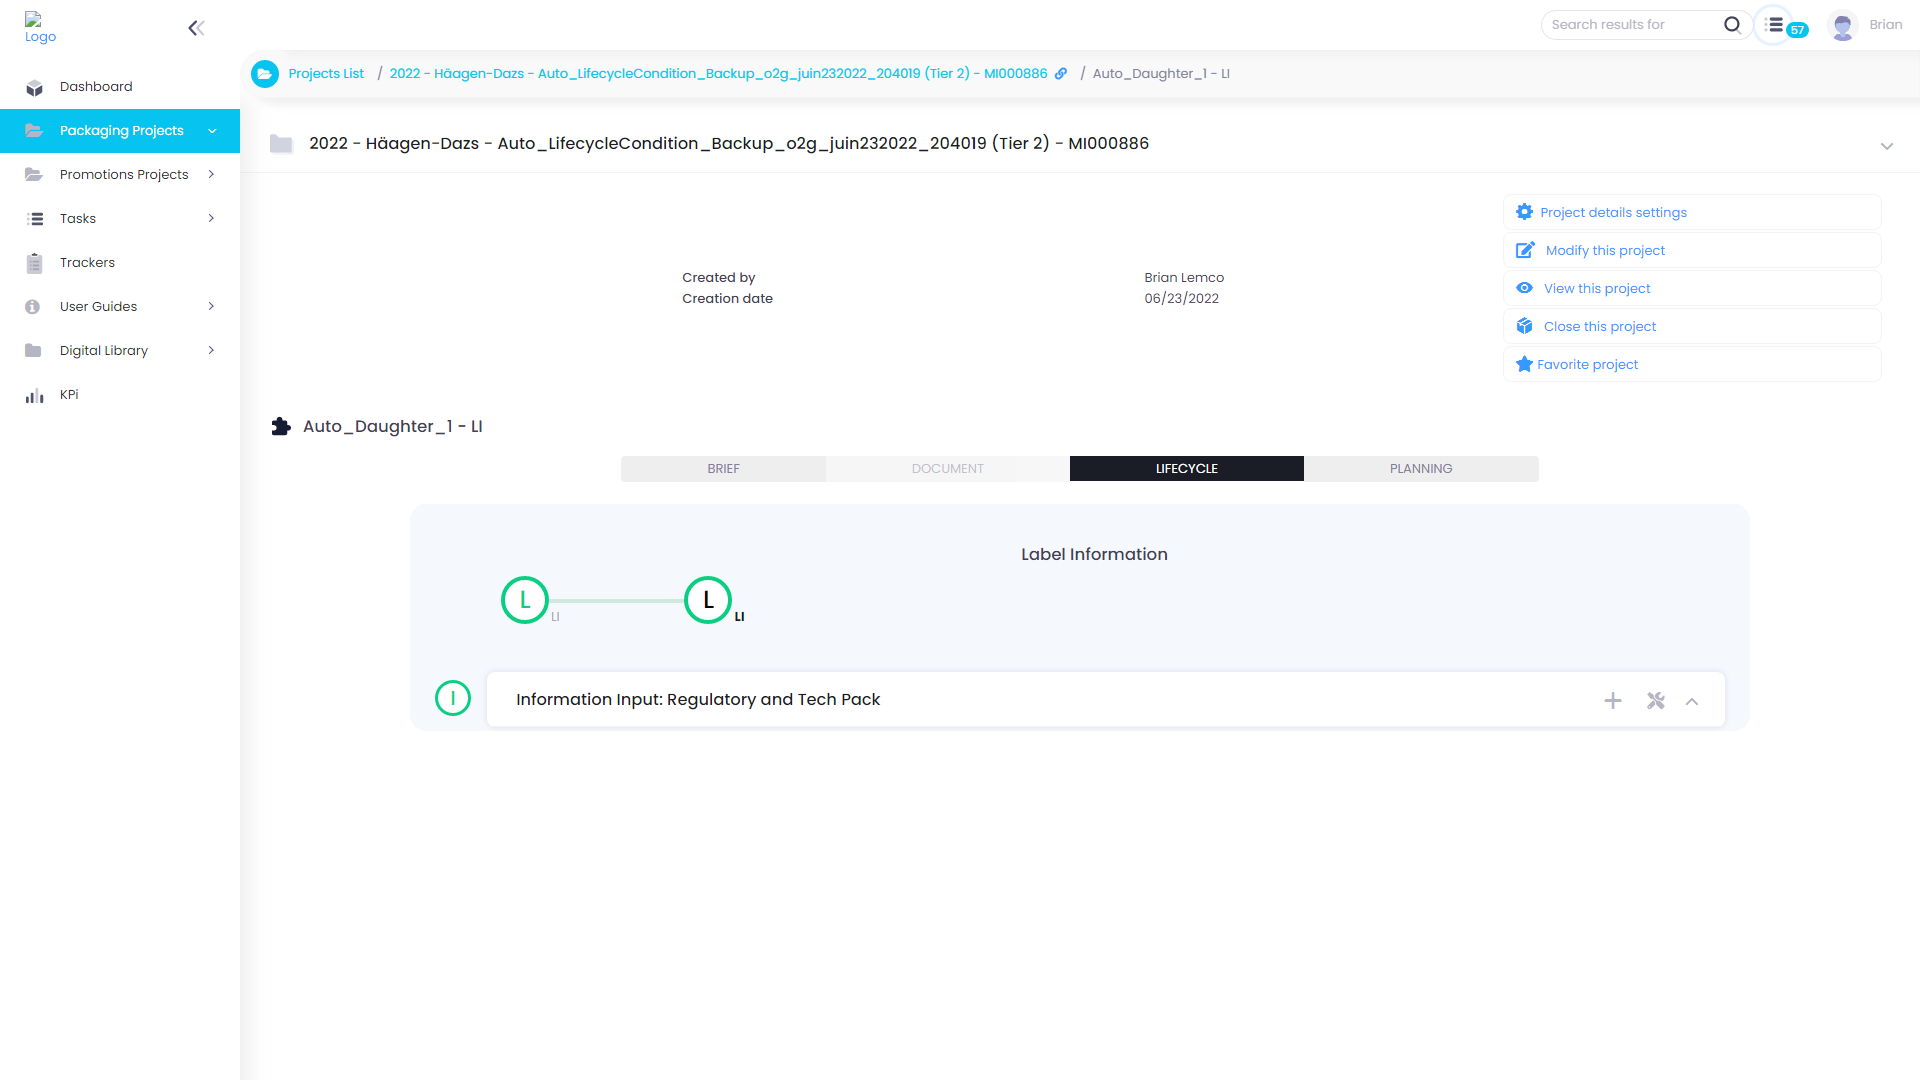 Logo
Search results for
57
Brian
Projects List / 2022 - Häagen-Dazs - Auto_LifecycleCondition_Backup_o2g_juin232022_204019 (Tier 2) - MI000886 / Auto_Daughter_1 - LI
Dashboard
Packaging Projects
Promotions Projects
Tasks
Trackers
User Guides
Digital Library
KPi
2022 - Häagen-Dazs - Auto_LifecycleCondition_Backup_o2g_juin232022_204019 (Tier 2) - MI000886
Created by Brian Lemco
Creation date 06/23/2022
Project details settings
Modify this project
View this project
Close this project
Favorite project
Auto_Daughter_1 - LI
BRIEF DOCUMENT LIFECYCLE PLANNING
Label Information
L LI L LI
I Information Input: Regulatory and Tech Pack